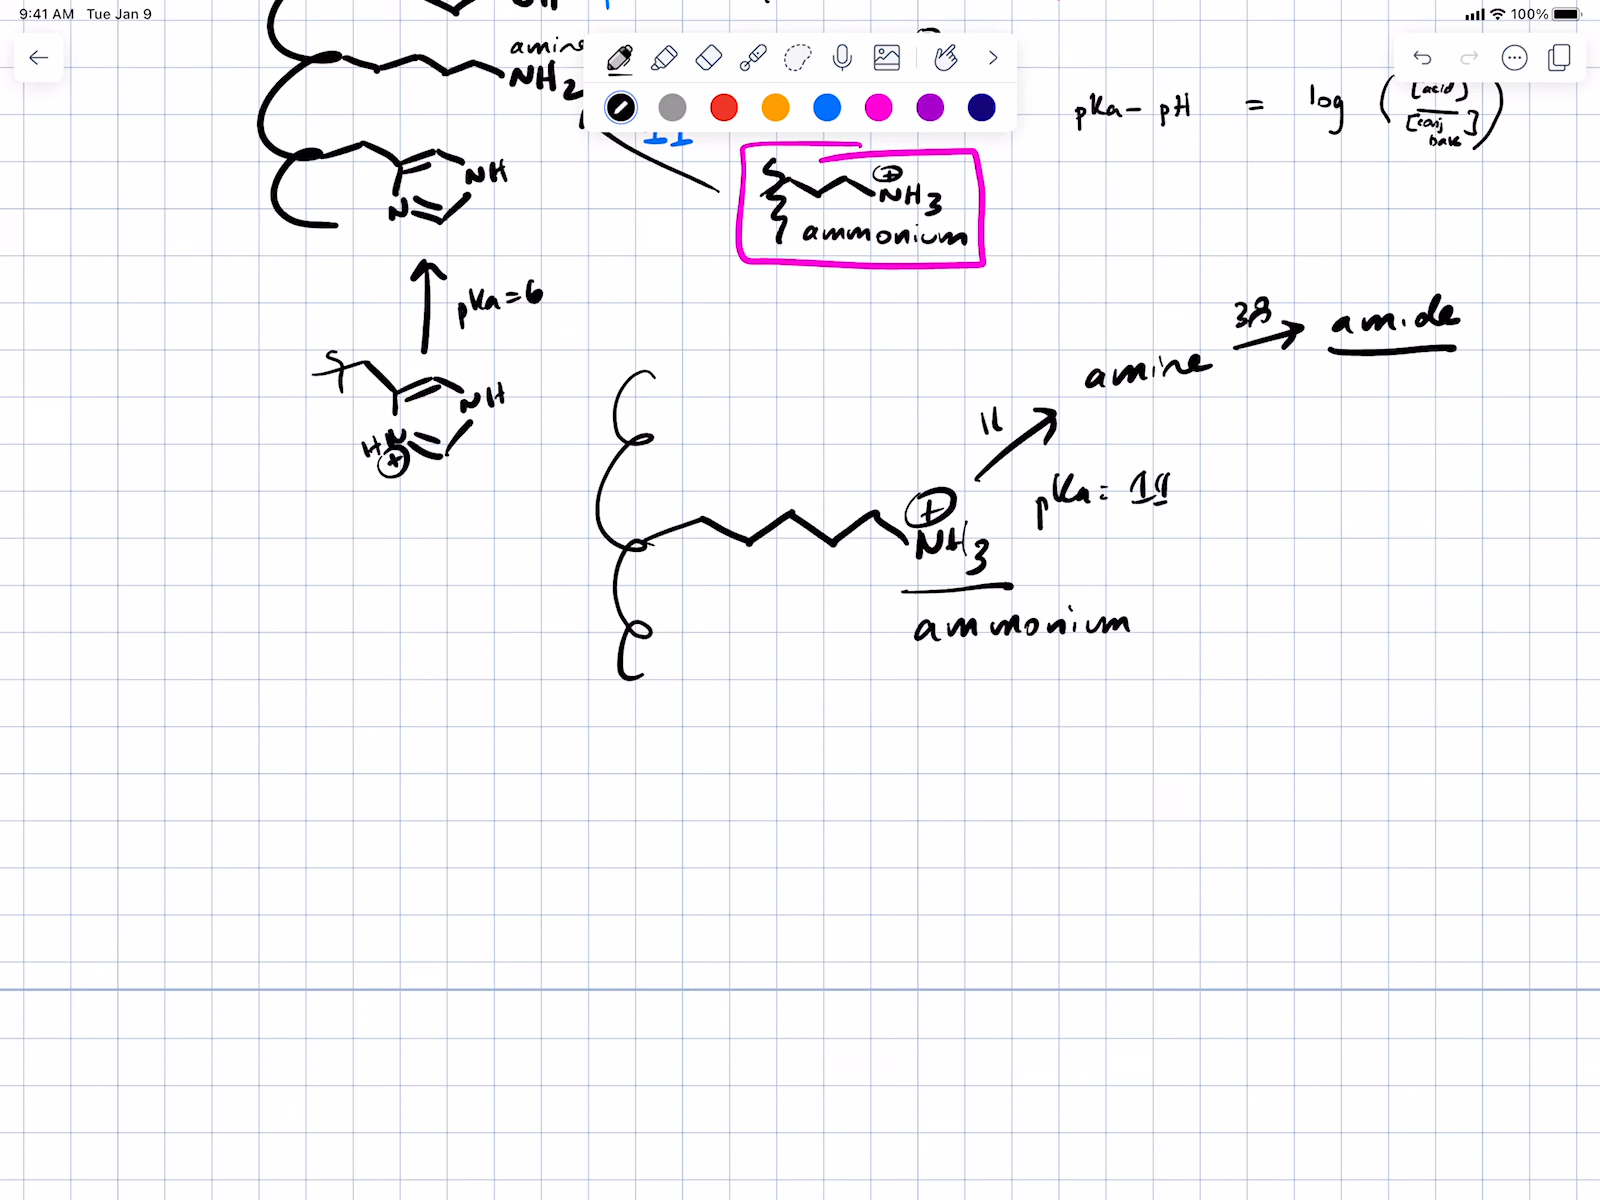 9:41 AM Tue Jan 9
100%
amine
NH2
pKa - pH = log ([acid]/[conj base])
NH
N
⊕
NH3
ammonium
pKa = 6
38
amide
amine
NH
HN
⊕
11
pKa = 11
⊕
NH3
ammonium